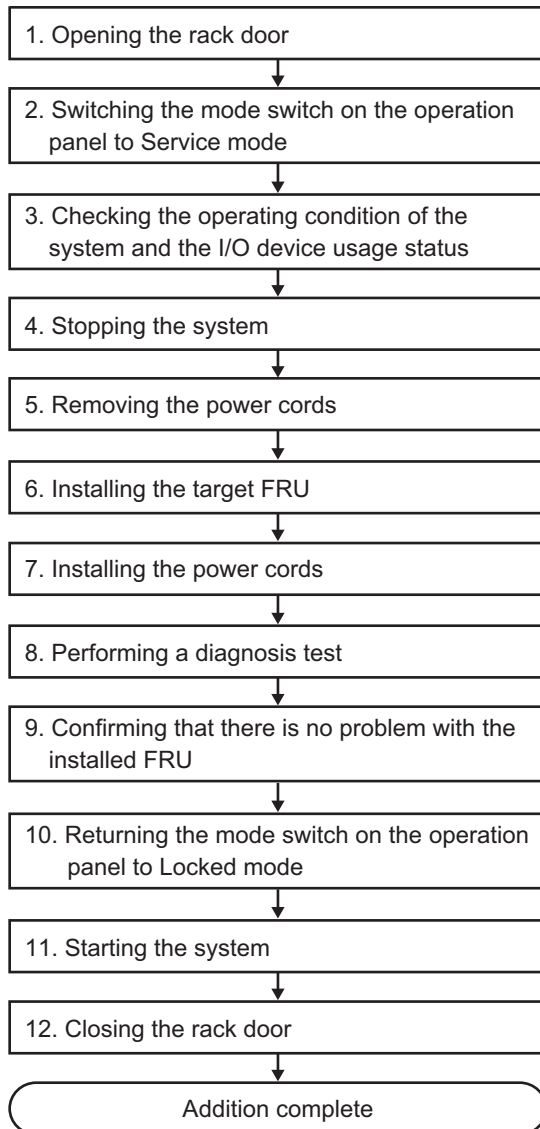 1. Opening the rack door
2. Switching the mode switch on the operation
panel to Service mode
3. Checking the operating condition of the
system and the I/O device usage status
4. Stopping the system
5. Removing the power cords
6. Installing the target FRU
7. Installing the power cords
8. Performing a diagnosis test
9. Confirming that there is no problem with the
installed FRU
10. Returning the mode switch on the operation
panel to Locked mode
11. Starting the system
12. Closing the rack door
Addition complete